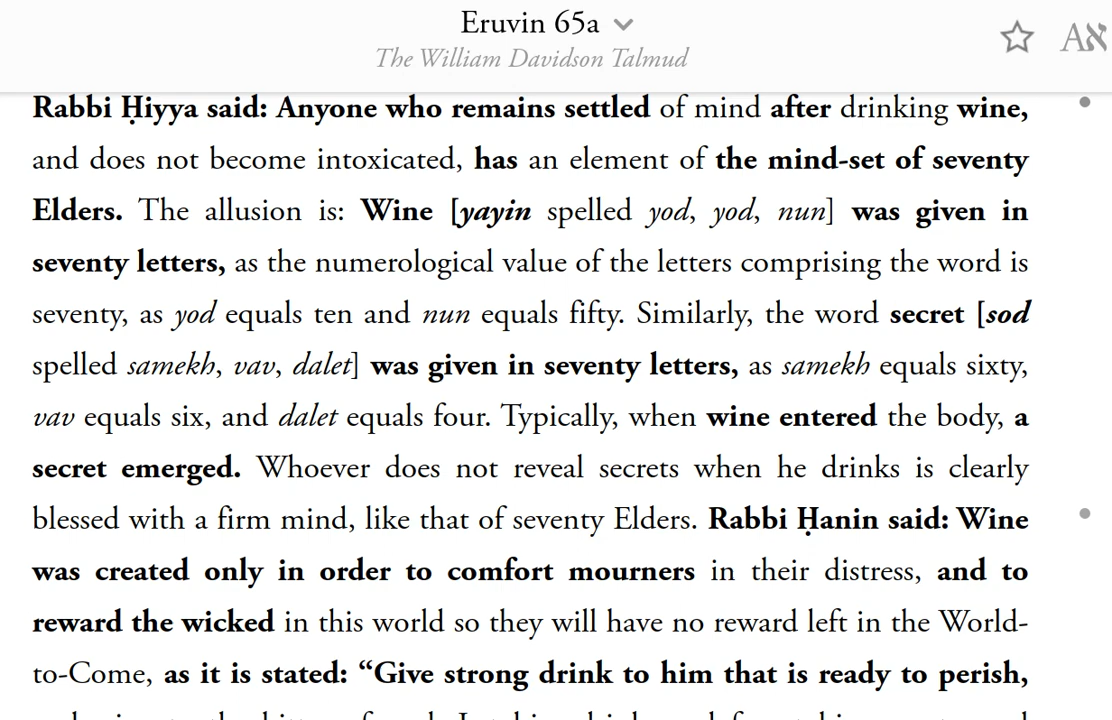 Eruvin 65a
The William Davidson Talmud
Aא
Rabbi Ḥiyya said: Anyone who remains settled of mind after drinking wine,
and does not become intoxicated, has an element of the mind-set of seventy
Elders. The allusion is: Wine [yayin spelled yod, yod, nun] was given in
seventy letters, as the numerological value of the letters comprising the word is
seventy, as yod equals ten and nun equals fifty. Similarly, the word secret [sod
spelled samekh, vav, dalet] was given in seventy letters, as samekh equals sixty,
vav equals six, and dalet equals four. Typically, when wine entered the body, a
secret emerged. Whoever does not reveal secrets when he drinks is clearly
blessed with a firm mind, like that of seventy Elders. Rabbi Ḥanin said: Wine
was created only in order to comfort mourners in their distress, and to
reward the wicked in this world so they will have no reward left in the World-
to-Come, as it is stated: “Give strong drink to him that is ready to perish,